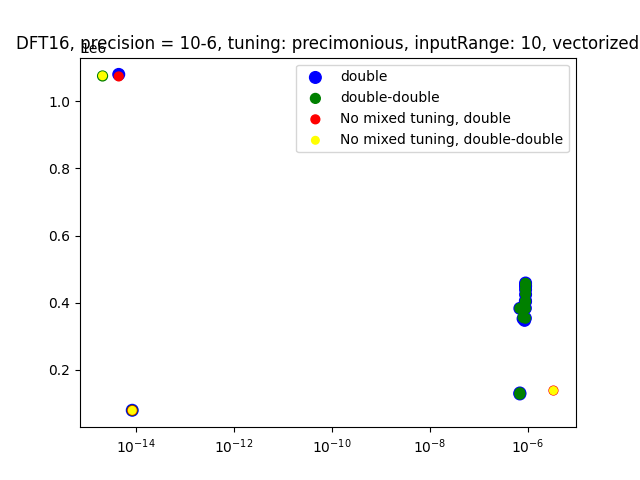 DFT16, precision = 10-6, tuning: precimonious, inputRange: 10, vectorized
1e6
double
double-double
No mixed tuning, double
No mixed tuning, double-double
1.0
0.8
0.6
0.4
0.2
10⁻¹⁴ 10⁻¹² 10⁻¹⁰ 10⁻⁸ 10⁻⁶